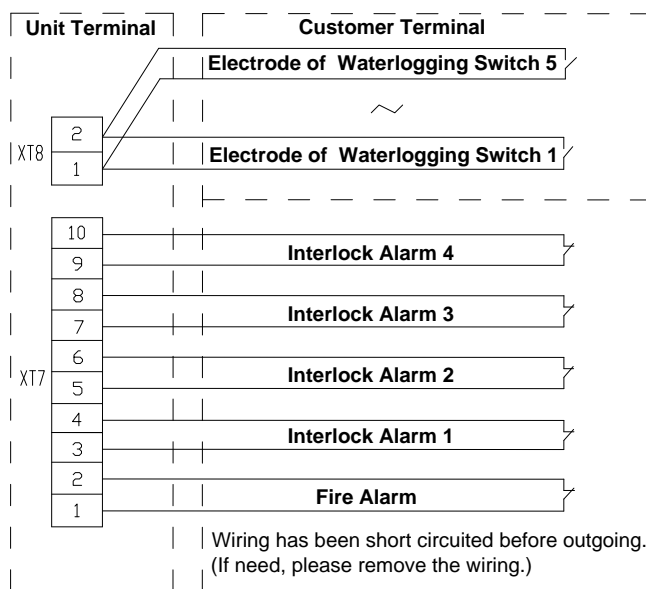 Unit Terminal
Customer Terminal
Electrode of Waterlogging Switch 5
2
XT8
1
Electrode of Waterlogging Switch 1
10
9
Interlock Alarm 4
8
7
Interlock Alarm 3
6
XT7
5
Interlock Alarm 2
4
3
Interlock Alarm 1
2
1
Fire Alarm
Wiring has been short circuited before outgoing.
(If need, please remove the wiring.)